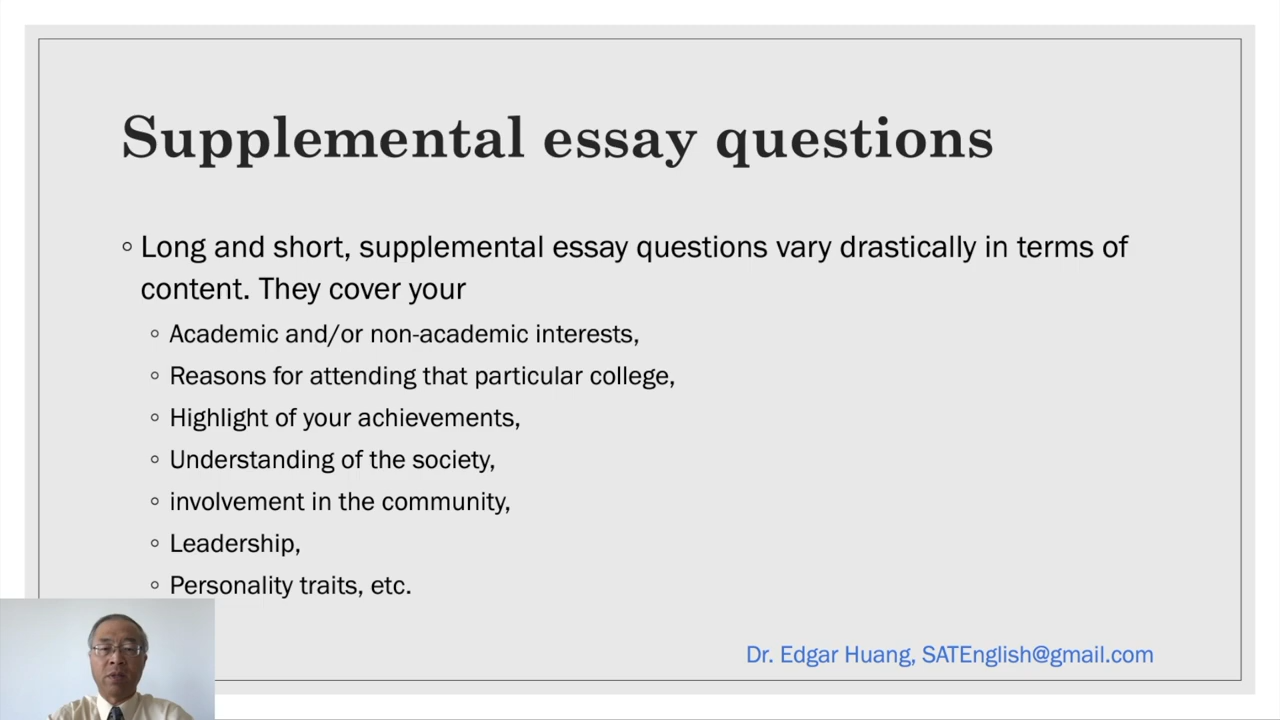 Supplemental essay questions
◦ Long and short, supplemental essay questions vary drastically in terms of
content. They cover your
◦ Academic and/or non-academic interests,
◦ Reasons for attending that particular college,
◦ Highlight of your achievements,
◦ Understanding of the society,
◦ involvement in the community,
◦ Leadership,
◦ Personality traits, etc.
Dr. Edgar Huang, SATEnglish@gmail.com